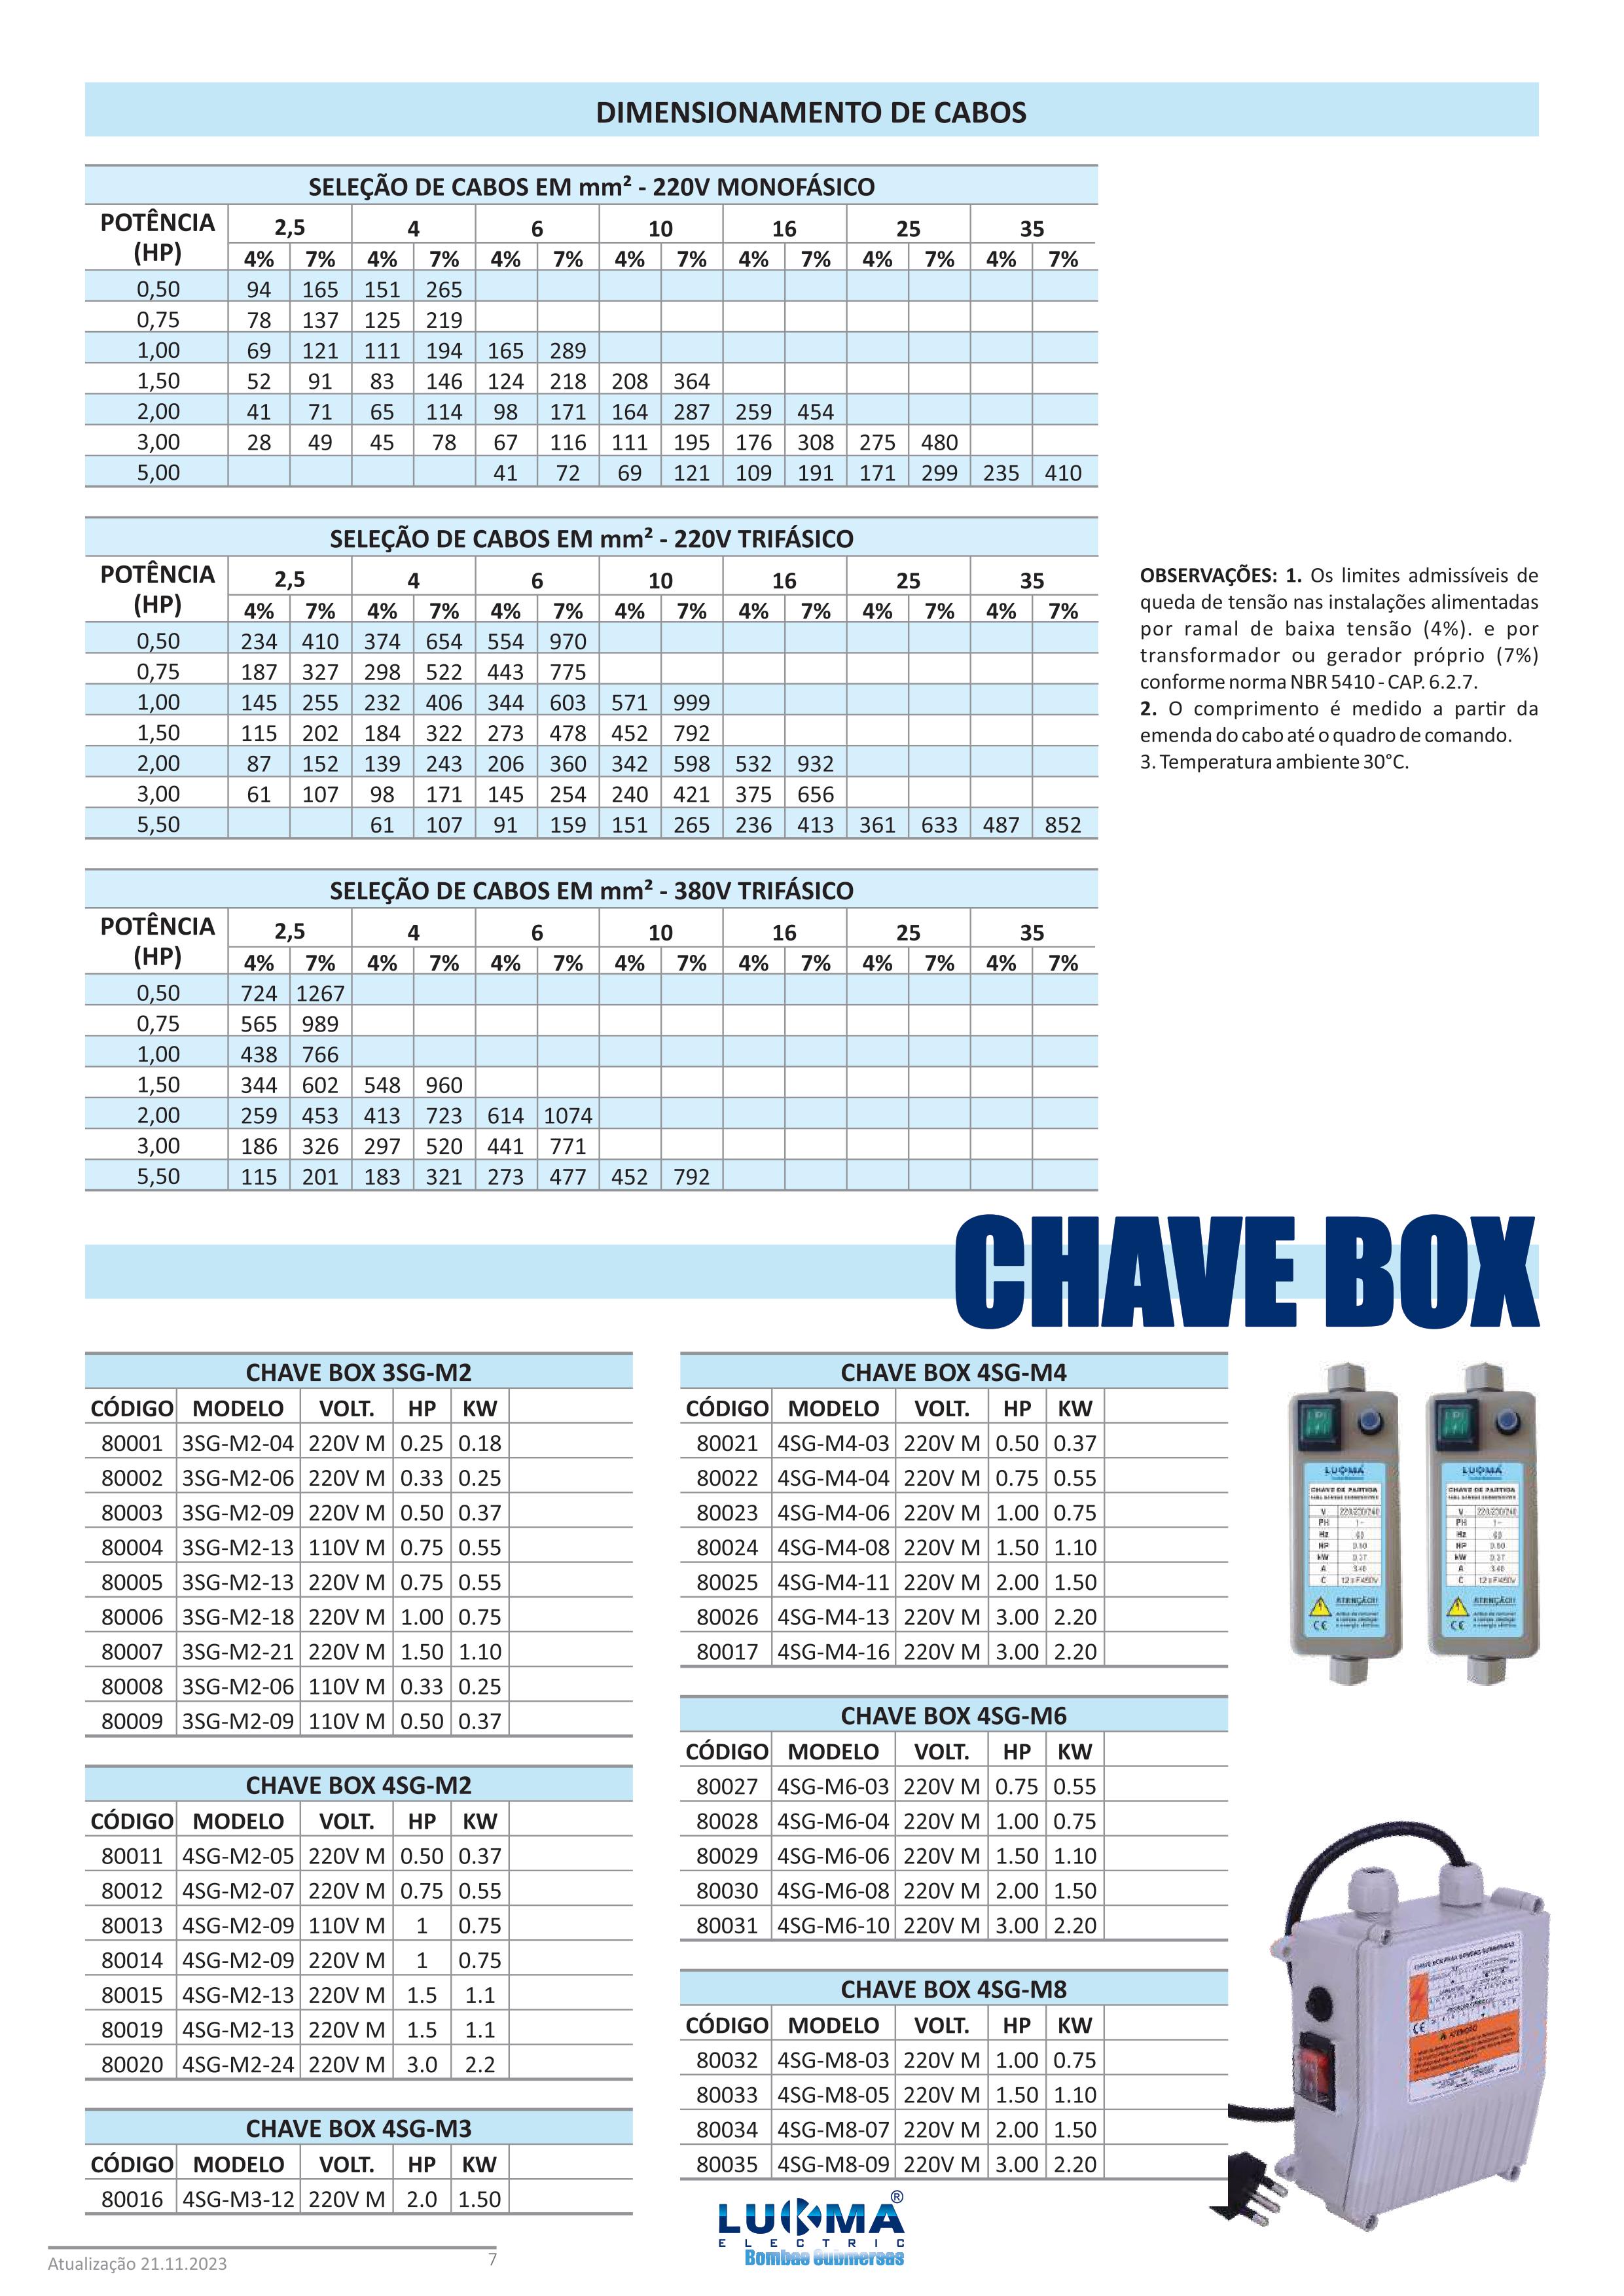 DIMENSIONAMENTO DE CABOS
SELEÇÃO DE CABOS EM mm² - 220V MONOFÁSICO
POTÊNCIA (HP) 2,5 4 6 10 16 25 35
4% 7% 4% 7% 4% 7% 4% 7% 4% 7% 4% 7% 4% 7%
0,50 94 165 151 265
0,75 78 137 125 219
1,00 69 121 111 194 165 289
1,50 52 91 83 146 124 218 208 364
2,00 41 71 65 114 98 171 164 287 259 454
3,00 28 49 45 78 67 116 111 195 176 308 275 480
5,00 41 72 69 121 109 191 171 299 235 410
SELEÇÃO DE CABOS EM mm² - 220V TRIFÁSICO
POTÊNCIA (HP) 2,5 4 6 10 16 25 35
4% 7% 4% 7% 4% 7% 4% 7% 4% 7% 4% 7% 4% 7%
0,50 234 410 374 654 554 970
0,75 187 327 298 522 443 775
1,00 145 255 232 406 344 603 571 999
1,50 115 202 184 322 273 478 452 792
2,00 87 152 139 243 206 360 342 598 532 932
3,00 61 107 98 171 145 254 240 421 375 656
5,50 61 107 91 159 151 265 236 413 361 633 487 852
OBSERVAÇÕES: 1. Os limites admissíveis de
queda de tensão nas instalações alimentadas
por ramal de baixa tensão (4%). e por
transformador ou gerador próprio (7%)
conforme norma NBR 5410 - CAP. 6.2.7.
2. O comprimento é medido a partir da
emenda do cabo até o quadro de comando.
3. Temperatura ambiente 30°C.
SELEÇÃO DE CABOS EM mm² - 380V TRIFÁSICO
POTÊNCIA (HP) 2,5 4 6 10 16 25 35
4% 7% 4% 7% 4% 7% 4% 7% 4% 7% 4% 7% 4% 7%
0,50 724 1267
0,75 565 989
1,00 438 766
1,50 344 602 548 960
2,00 259 453 413 723 614 1074
3,00 186 326 297 520 441 771
5,50 115 201 183 321 273 477 452 792
CHAVE BOX
CHAVE BOX 3SG-M2
CÓDIGO MODELO VOLT. HP KW
80001 3SG-M2-04 220V M 0.25 0.18
80002 3SG-M2-06 220V M 0.33 0.25
80003 3SG-M2-09 220V M 0.50 0.37
80004 3SG-M2-13 110V M 0.75 0.55
80005 3SG-M2-13 220V M 0.75 0.55
80006 3SG-M2-18 220V M 1.00 0.75
80007 3SG-M2-21 220V M 1.50 1.10
80008 3SG-M2-06 110V M 0.33 0.25
80009 3SG-M2-09 110V M 0.50 0.37
CHAVE BOX 4SG-M2
CÓDIGO MODELO VOLT. HP KW
80011 4SG-M2-05 220V M 0.50 0.37
80012 4SG-M2-07 220V M 0.75 0.55
80013 4SG-M2-09 110V M 1 0.75
80014 4SG-M2-09 220V M 1 0.75
80015 4SG-M2-13 220V M 1.5 1.1
80019 4SG-M2-13 220V M 1.5 1.1
80020 4SG-M2-24 220V M 3.0 2.2
CHAVE BOX 4SG-M3
CÓDIGO MODELO VOLT. HP KW
80016 4SG-M3-12 220V M 2.0 1.50
CHAVE BOX 4SG-M4
CÓDIGO MODELO VOLT. HP KW
80021 4SG-M4-03 220V M 0.50 0.37
80022 4SG-M4-04 220V M 0.75 0.55
80023 4SG-M4-06 220V M 1.00 0.75
80024 4SG-M4-08 220V M 1.50 1.10
80025 4SG-M4-11 220V M 2.00 1.50
80026 4SG-M4-13 220V M 3.00 2.20
80017 4SG-M4-16 220V M 3.00 2.20
CHAVE BOX 4SG-M6
CÓDIGO MODELO VOLT. HP KW
80027 4SG-M6-03 220V M 0.75 0.55
80028 4SG-M6-04 220V M 1.00 0.75
80029 4SG-M6-06 220V M 1.50 1.10
80030 4SG-M6-08 220V M 2.00 1.50
80031 4SG-M6-10 220V M 3.00 2.20
CHAVE BOX 4SG-M8
CÓDIGO MODELO VOLT. HP KW
80032 4SG-M8-03 220V M 1.00 0.75
80033 4SG-M8-05 220V M 1.50 1.10
80034 4SG-M8-07 220V M 2.00 1.50
80035 4SG-M8-09 220V M 3.00 2.20
LUKMA
CHAVE DE PARTIDA
V 220/230/240
PH 1~
Hz 60
HP 0.50
kW 0.37
A 3.40
ATENÇÃO!!
CE
LUKMA
CHAVE DE PARTIDA
V 220/230/240
PH 1~
Hz 60
HP 0.50
kW 0.37
A 3.40
ATENÇÃO!!
CE
CE
ATENÇÃO
LUKMA®
ELECTRIC
Bombas Submersas
Atualização 21.11.2023
7